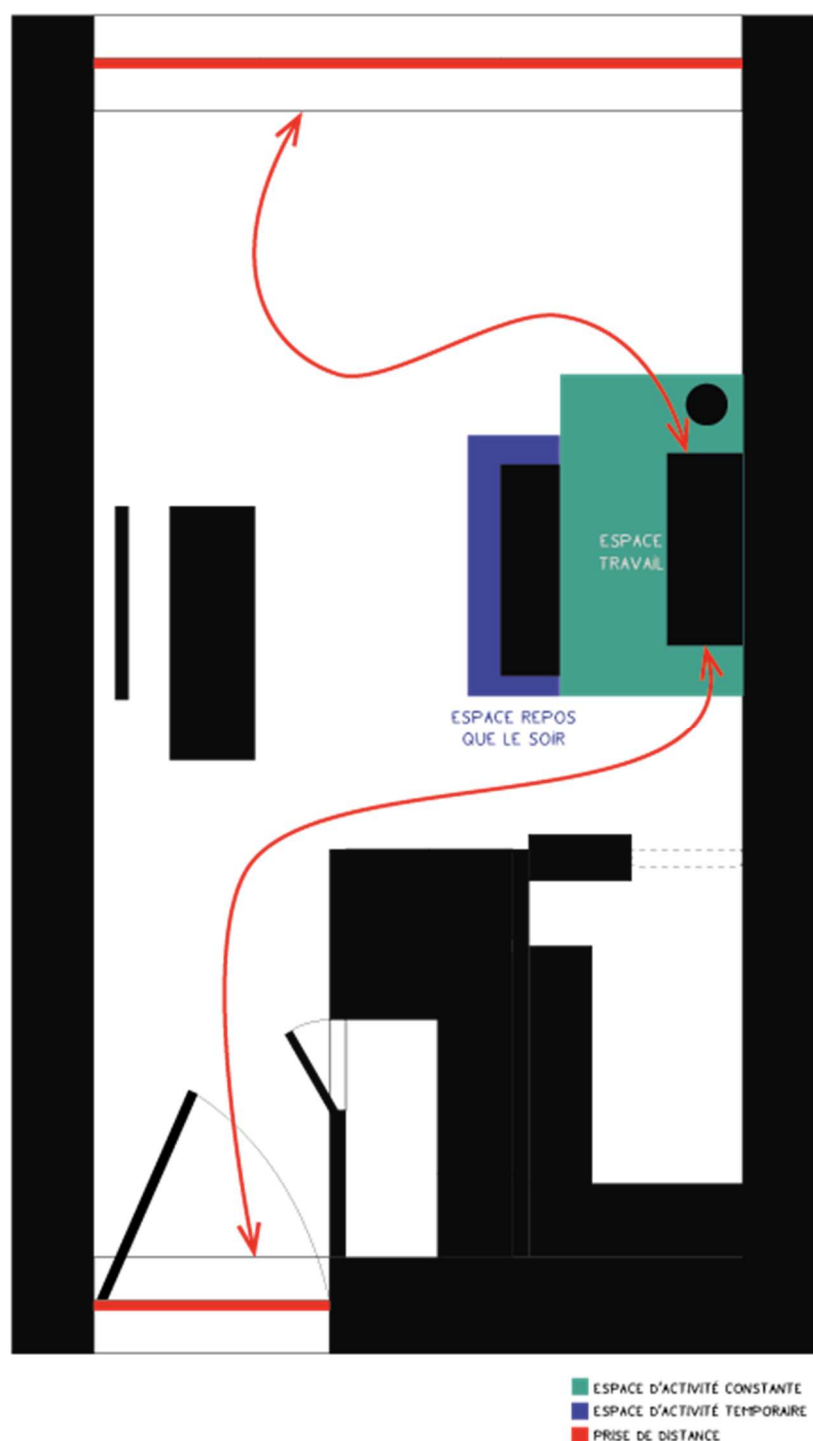 ESPACE
TRAVAIL
ESPACE REPOS
QUE LE SOIR
ESPACE D'ACTIVITÉ CONSTANTE
ESPACE D'ACTIVITÉ TEMPORAIRE
PRISE DE DISTANCE